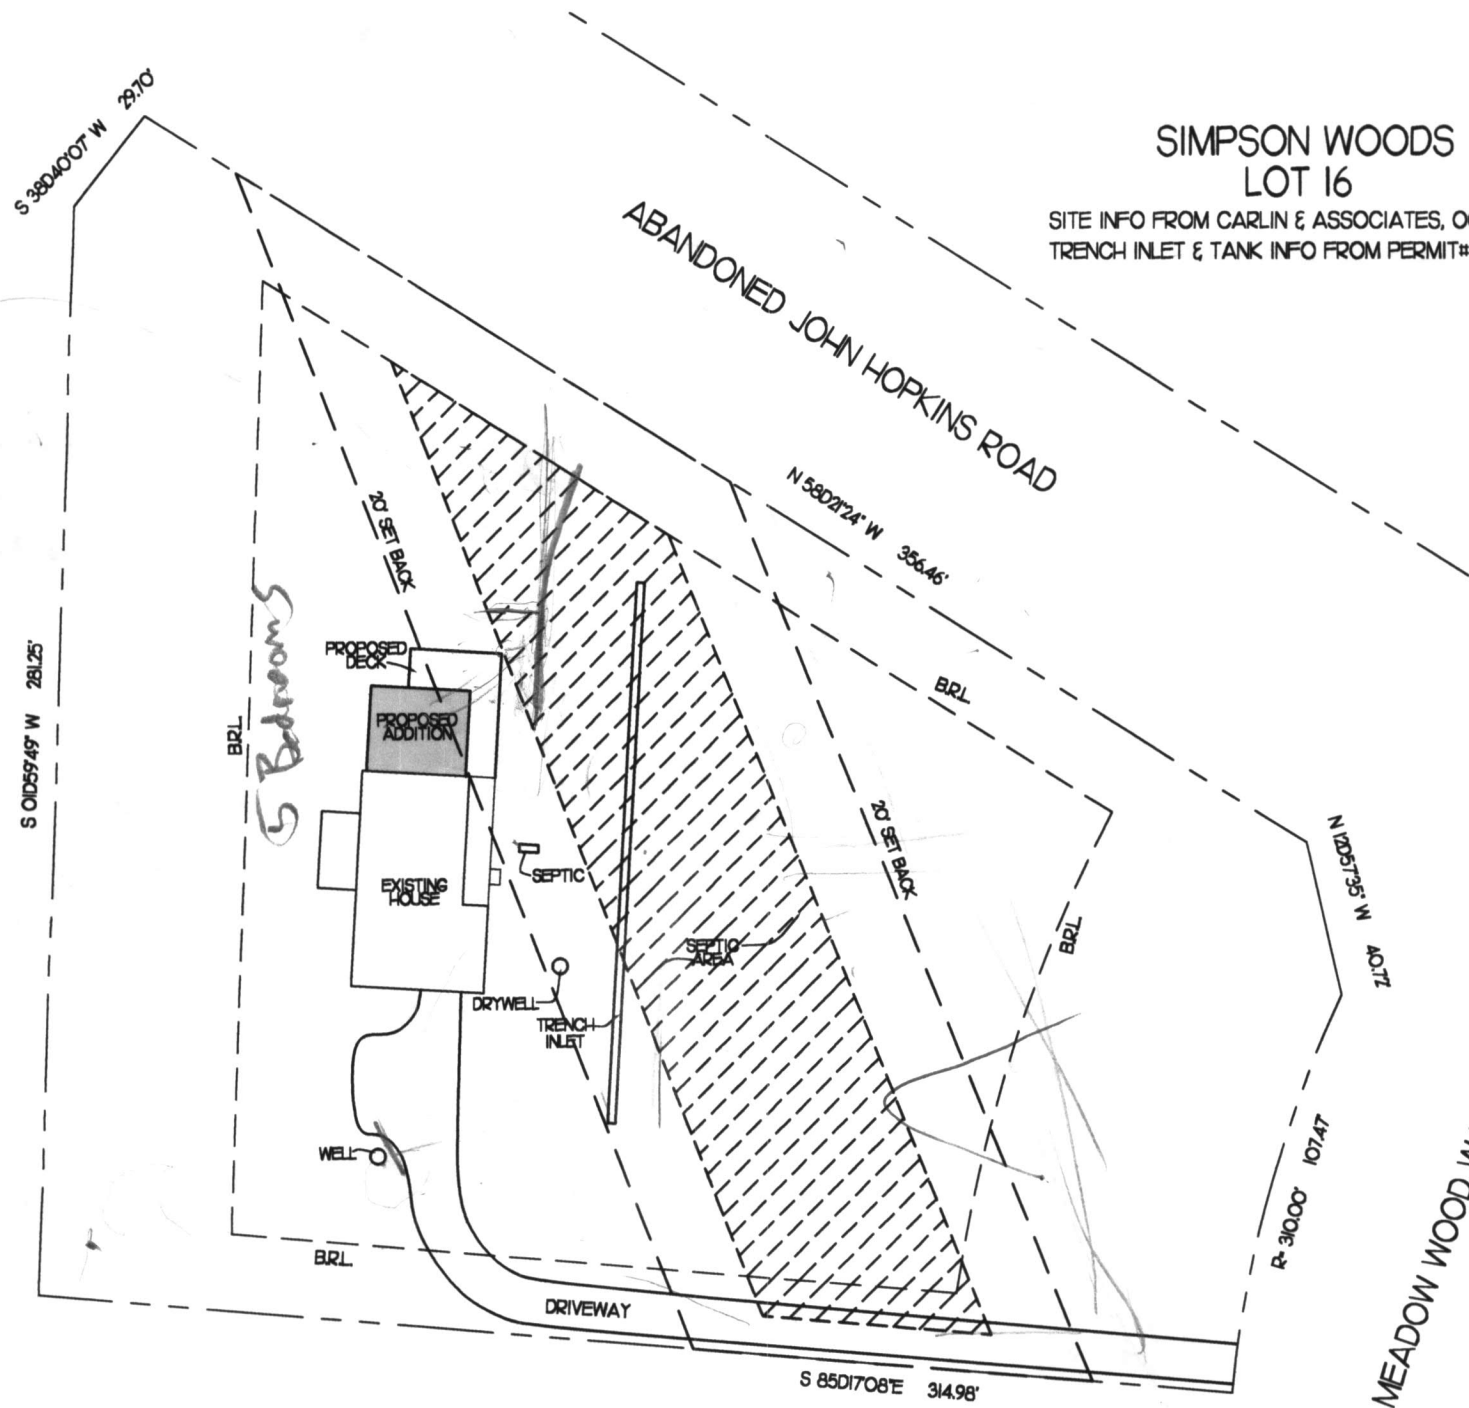 SIMPSON WOODS
LOT 16
SITE INFO FROM CARLIN & ASSOCIATES,
TRENCH INLET & TANK INFO FROM PERMIT#
S 38D40'07" W 29.70'
ABANDONED JOHN HOPKINS ROAD
N 58D21'24" W 356.46'
20' SET BACK
5 Bedrooms
PROPOSED
DECK
PROPOSED
ADDITION
B.R.L.
B.R.L.
S 01D59'49" W 281.25'
EXISTING
HOUSE
SEPTIC
20' SET BACK
N 12D57'35" W 40.77'
B.R.L.
SEPTIC
AREA
DRYWELL
TRENCH
INLET
WELL
R= 310.00' 107.47
B.R.L.
DRIVEWAY
S 85D17'08"E 314.98'
MEADOW WOOD